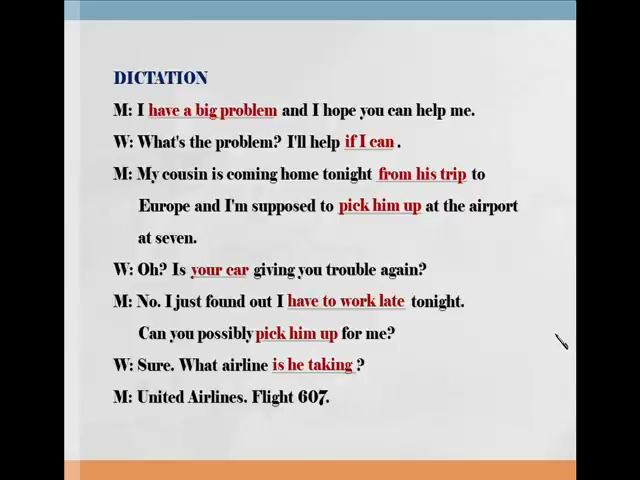 DICTATION
M: I have a big problem and I hope you can help me.
W: What's the problem? I'll help if I can .
M: My cousin is coming home tonight from his trip to
Europe and I'm supposed to pick him up at the airport
at seven.
W: Oh? Is your car giving you trouble again?
M: No. I just found out I have to work late tonight.
Can you possibly pick him up for me?
W: Sure. What airline is he taking ?
M: United Airlines. Flight 607.